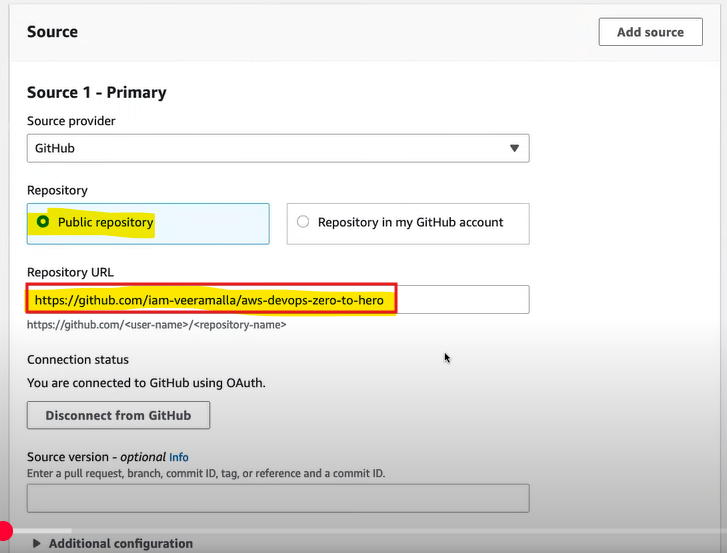 Source
Add source
Source 1 - Primary
Source provider
GitHub
Repository
Public repository
Repository in my GitHub account
Repository URL
https://github.com/iam-veeramalla/aws-devops-zero-to-hero
https://github.com/<user-name>/<repository-name>
Connection status
You are connected to GitHub using OAuth.
Disconnect from GitHub
Source version - optional Info
Enter a pull request, branch, commit ID, tag, or reference and a commit ID.
Additional configuration